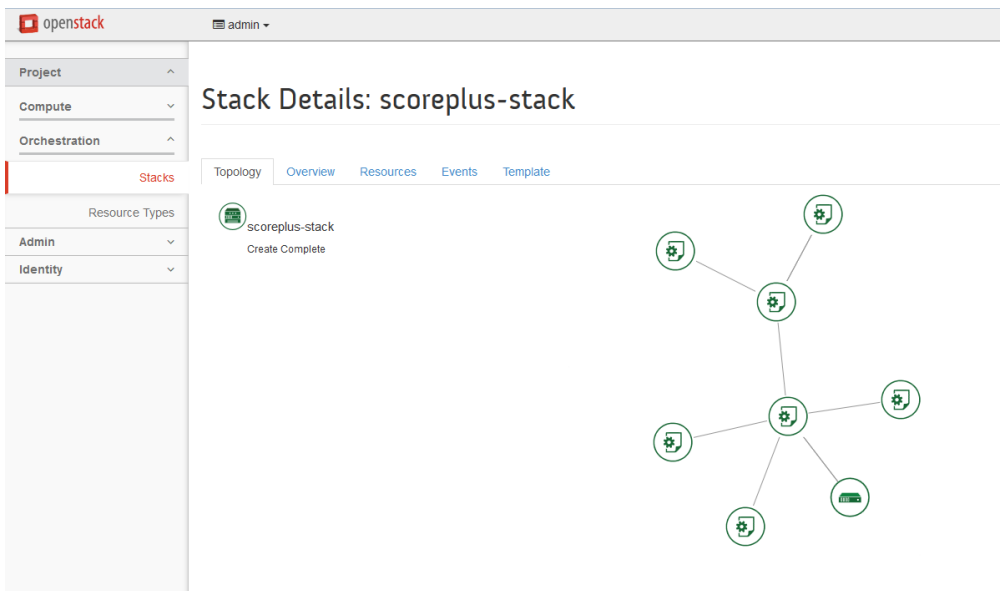 openstack
admin
Project
Compute
Orchestration
Stacks
Resource Types
Admin
Identity
Stack Details: scoreplus-stack
Topology Overview Resources Events Template
scoreplus-stack
Create Complete